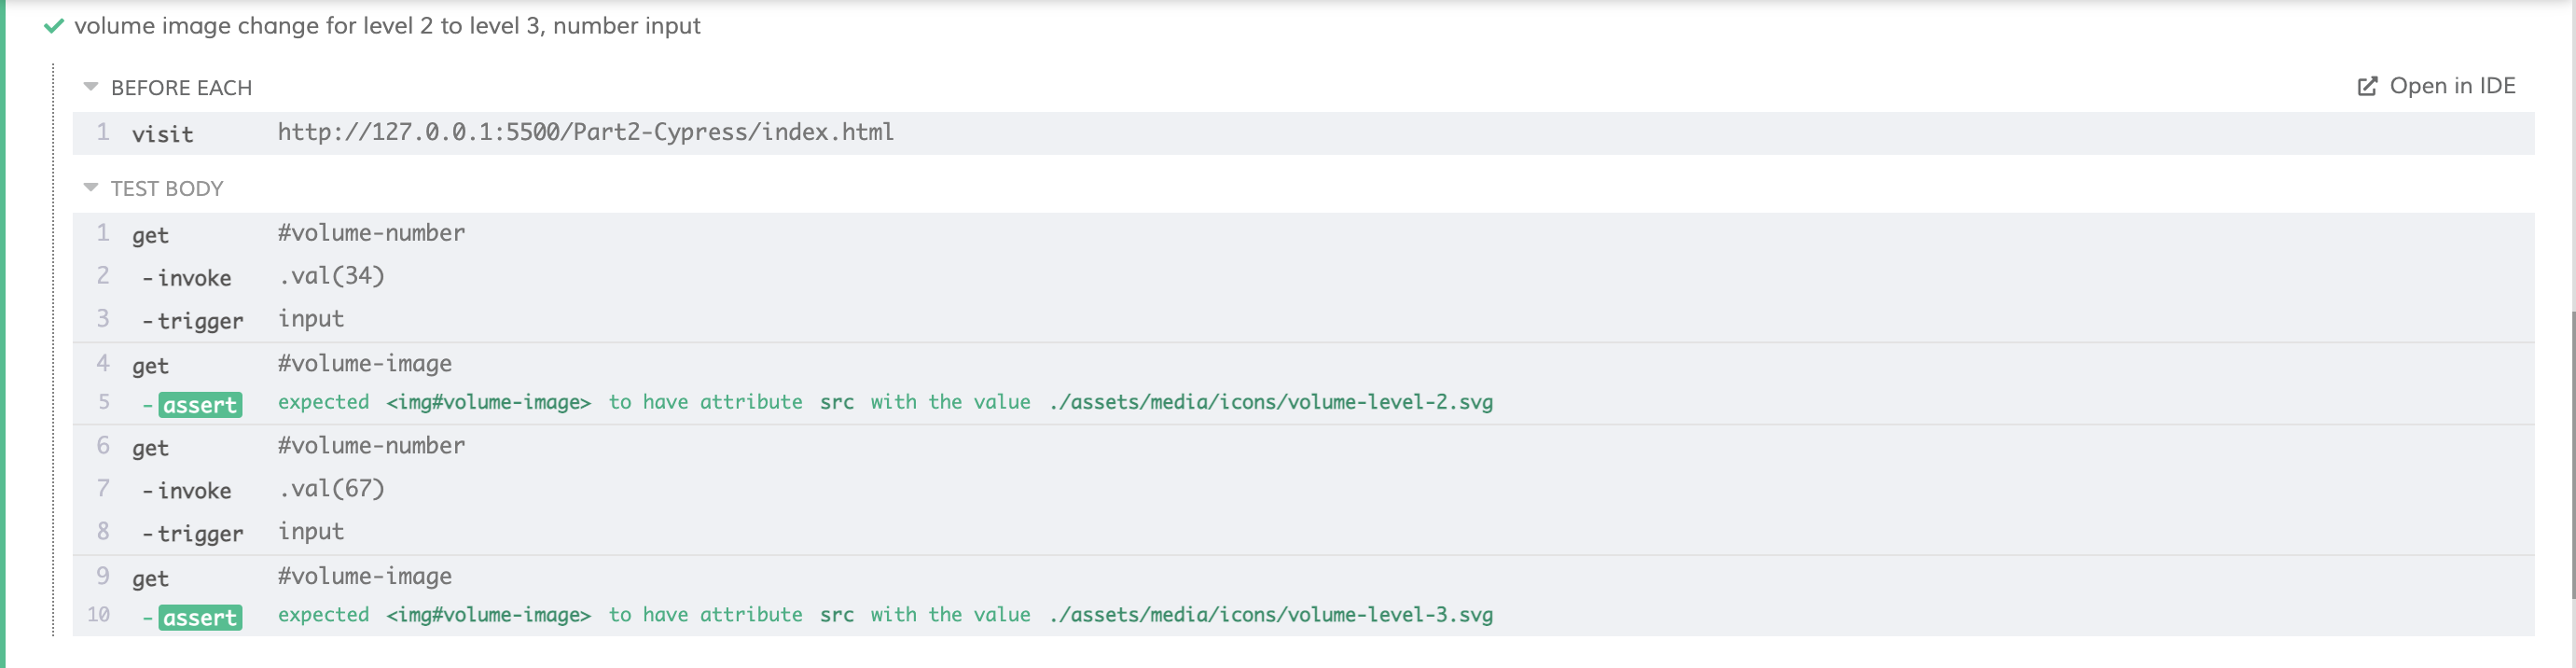 volume image change for level 2 to level 3, number input
BEFORE EACH
Open in IDE
1 visit http://127.0.0.1:5500/Part2-Cypress/index.html
TEST BODY
1 get #volume-number
2 -invoke .val(34)
3 -trigger input
4 get #volume-image
5 -assert expected <img#volume-image> to have attribute src with the value ./assets/media/icons/volume-level-2.svg
6 get #volume-number
7 -invoke .val(67)
8 -trigger input
9 get #volume-image
10 -assert expected <img#volume-image> to have attribute src with the value ./assets/media/icons/volume-level-3.svg